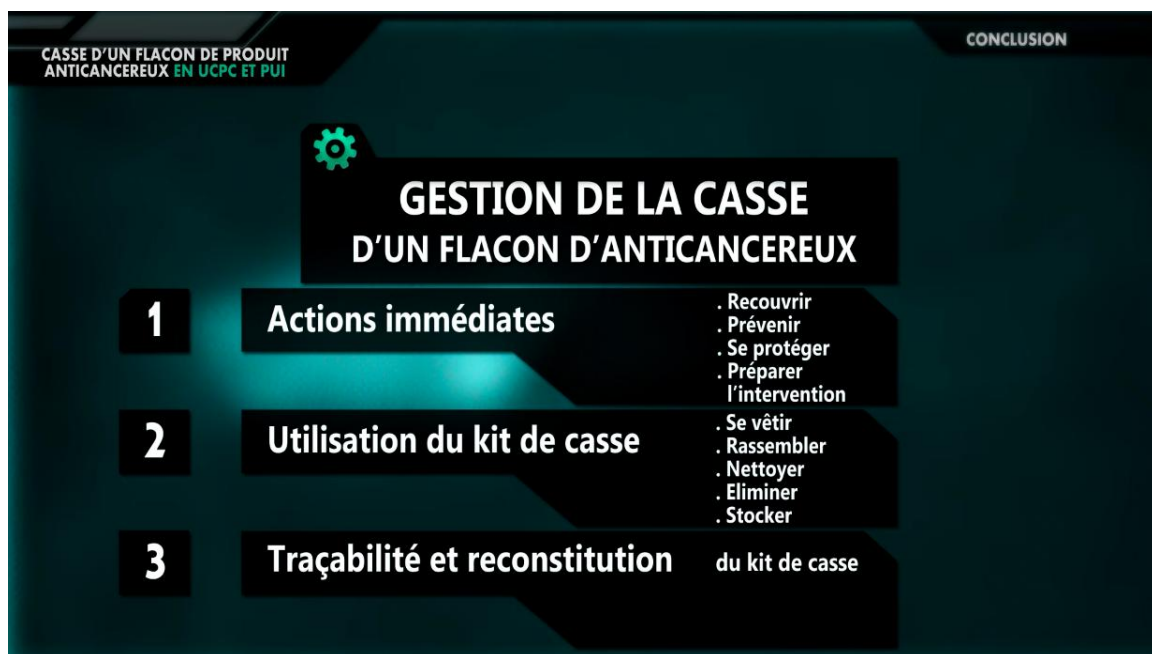 CASSE D'UN FLACON DE PRODUIT
ANTICANCEREUX EN UCPC ET PUI
CONCLUSION
GESTION DE LA CASSE
D'UN FLACON D'ANTICANCEREUX
1
Actions immédiates
. Recouvrir
. Prévenir
. Se protéger
. Préparer
l'intervention
2
Utilisation du kit de casse
. Se vêtir
. Rassembler
. Nettoyer
. Eliminer
. Stocker
3
Traçabilité et reconstitution du kit de casse